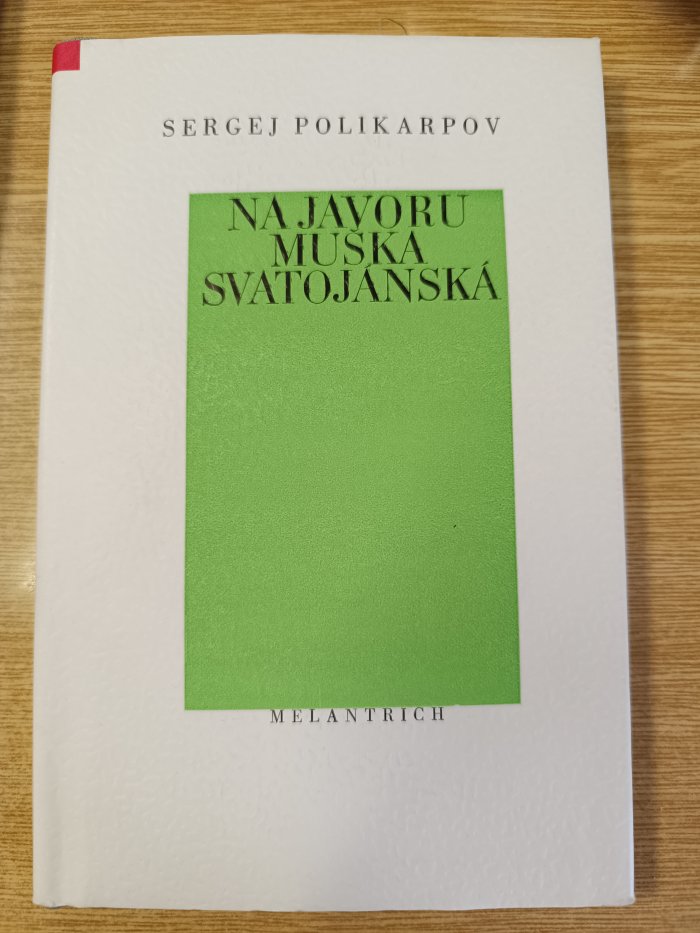 SERGEJ POLIKARPOV
NA JAVORU
MUŠKA
SVATOJÁNSKÁ
MELANTRICH